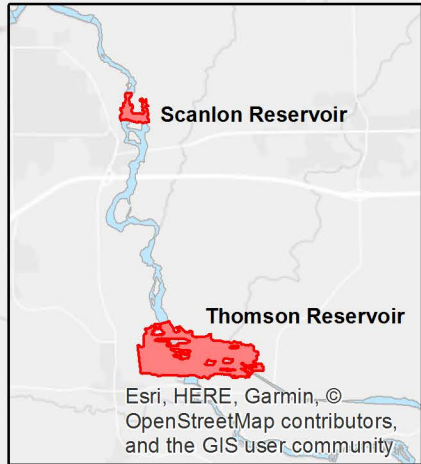 Scanlon Reservoir
Thomson Reservoir
Esri, HERE, Garmin, ©
OpenStreetMap contributors,
and the GIS user community